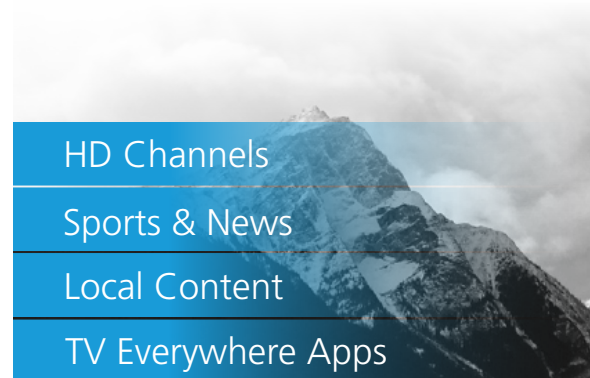 HD Channels
Sports & News
Local Content
TV Everywhere Apps